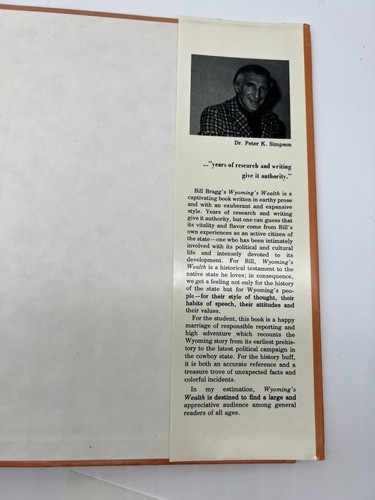 Dr. Peter K. Simpson
..."years of research and writing
give it authority."
Bill Bragg's Wyoming's Wealth is a
captivating book written in earthy prose
and with an exuberant and expansive
style. Years of research and writing
give it authority, but one can guess that
its vitality and flavor come from Bill's
own experiences as an active citizen of
the state—one who has been intimately
involved with its political and cultural
life and intensely devoted to its
development. For Bill, Wyoming's
Wealth is a historical testament to the
native state he loves; in consequence,
we get a feeling not only for the history
of the state but for Wyoming's peo-
ple—for their style of thought, their
habits of speech, their attitudes and
their values.
For the student, this book is a happy
marriage of responsible reporting and
high adventure which recounts the
Wyoming story from its earliest prehis-
tory to the latest political campaign in
the cowboy state. For the history buff,
it is both an accurate reference and a
treasure trove of unexpected facts and
colorful incidents.
In my estimation, Wyoming's
Wealth is destined to find a large and
appreciative audience among general
readers of all ages.